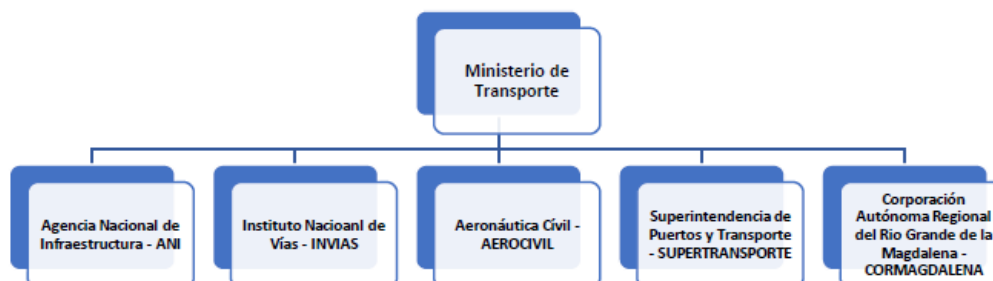 Ministerio de
Transporte
Agencia Nacional de
Infraestructura - ANI
Instituto Nacioanl de
Vías - INVIAS
Aeronáutica Cívil -
AEROCIVIL
Superintendencia de
Puertos y Transporte
- SUPERTRANSPORTE
Corporación
Autónoma Regional
del Rio Grande de la
Magdalena -
CORMAGDALENA